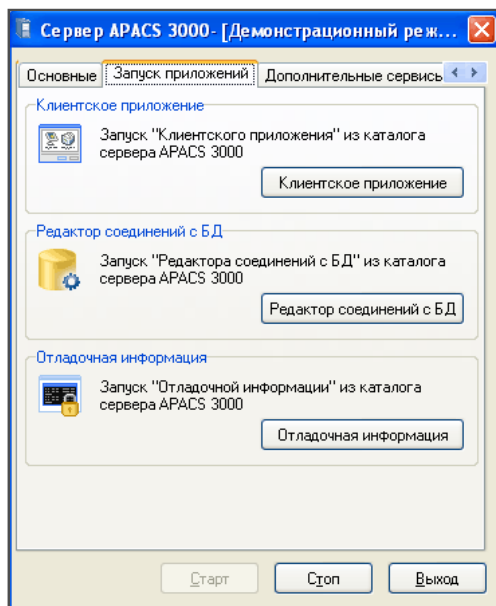 Сервер APACS 3000- [Демонстрационный реж...
Основные Запуск приложений Дополнительные сервисы
Клиентское приложение
Запуск "Клиентского приложения" из каталога
сервера APACS 3000
Клиентское приложение
Редактор соединений с БД
Запуск "Редактора соединений с БД" из каталога
сервера APACS 3000
Редактор соединений с БД
Отладочная информация
Запуск "Отладочной информации" из каталога
сервера APACS 3000
Отладочная информация
Старт Стоп Выход